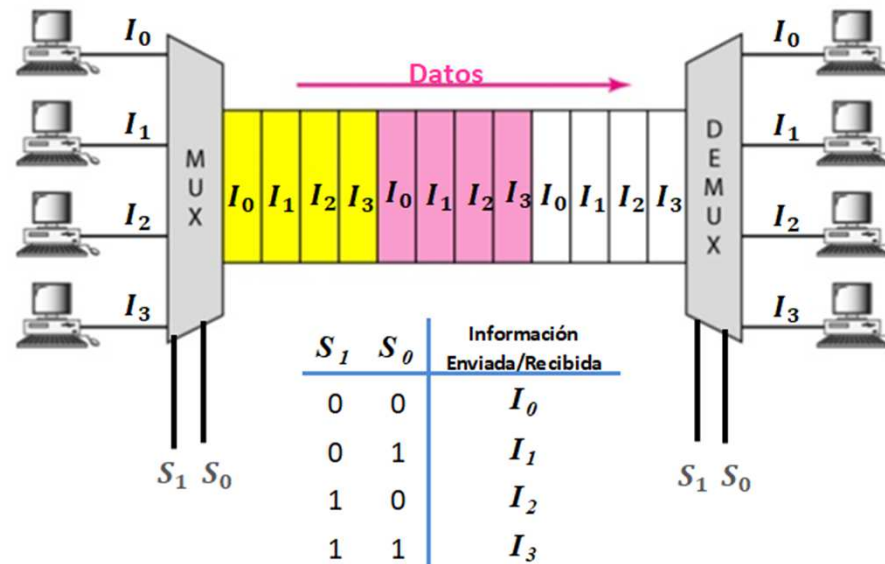 I0 I0
Datos
I1 I1
MUX
DEMUX
I0 I1 I2 I3 I0 I1 I2 I3 I0 I1 I2 I3
I2 I2
I3 I3
S1 S0 Información
Enviada/Recibida
0 0 I0
0 1 I1
S1 S0 S1 S0
1 0 I2
1 1 I3